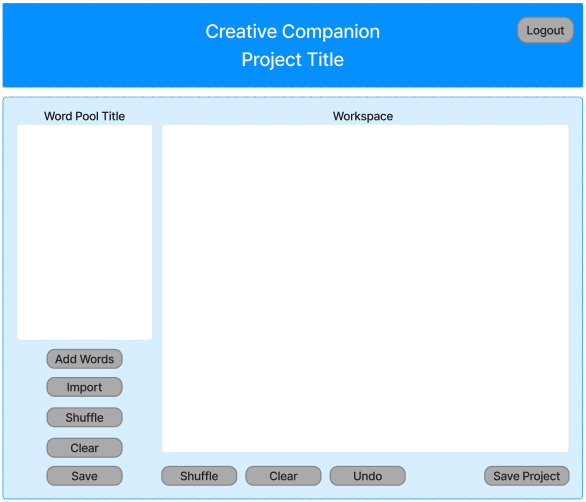 Creative Companion
Project Title
Logout
Word Pool Title
Workspace
Add Words
Import
Shuffle
Clear
Save
Shuffle
Clear
Undo
Save Project